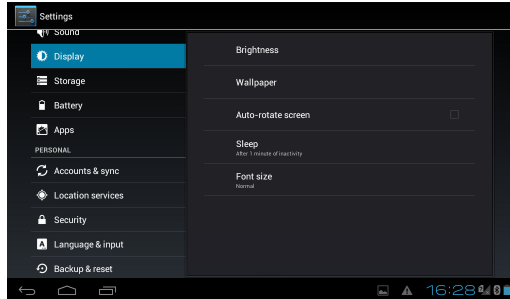 Settings
Sound
Display
Storage
Battery
Apps
PERSONAL
Accounts & sync
Location services
Security
Language & input
Backup & reset
Brightness
Wallpaper
Auto-rotate screen
Sleep
After 1 minute of inactivity
Font size
Normal
16:28